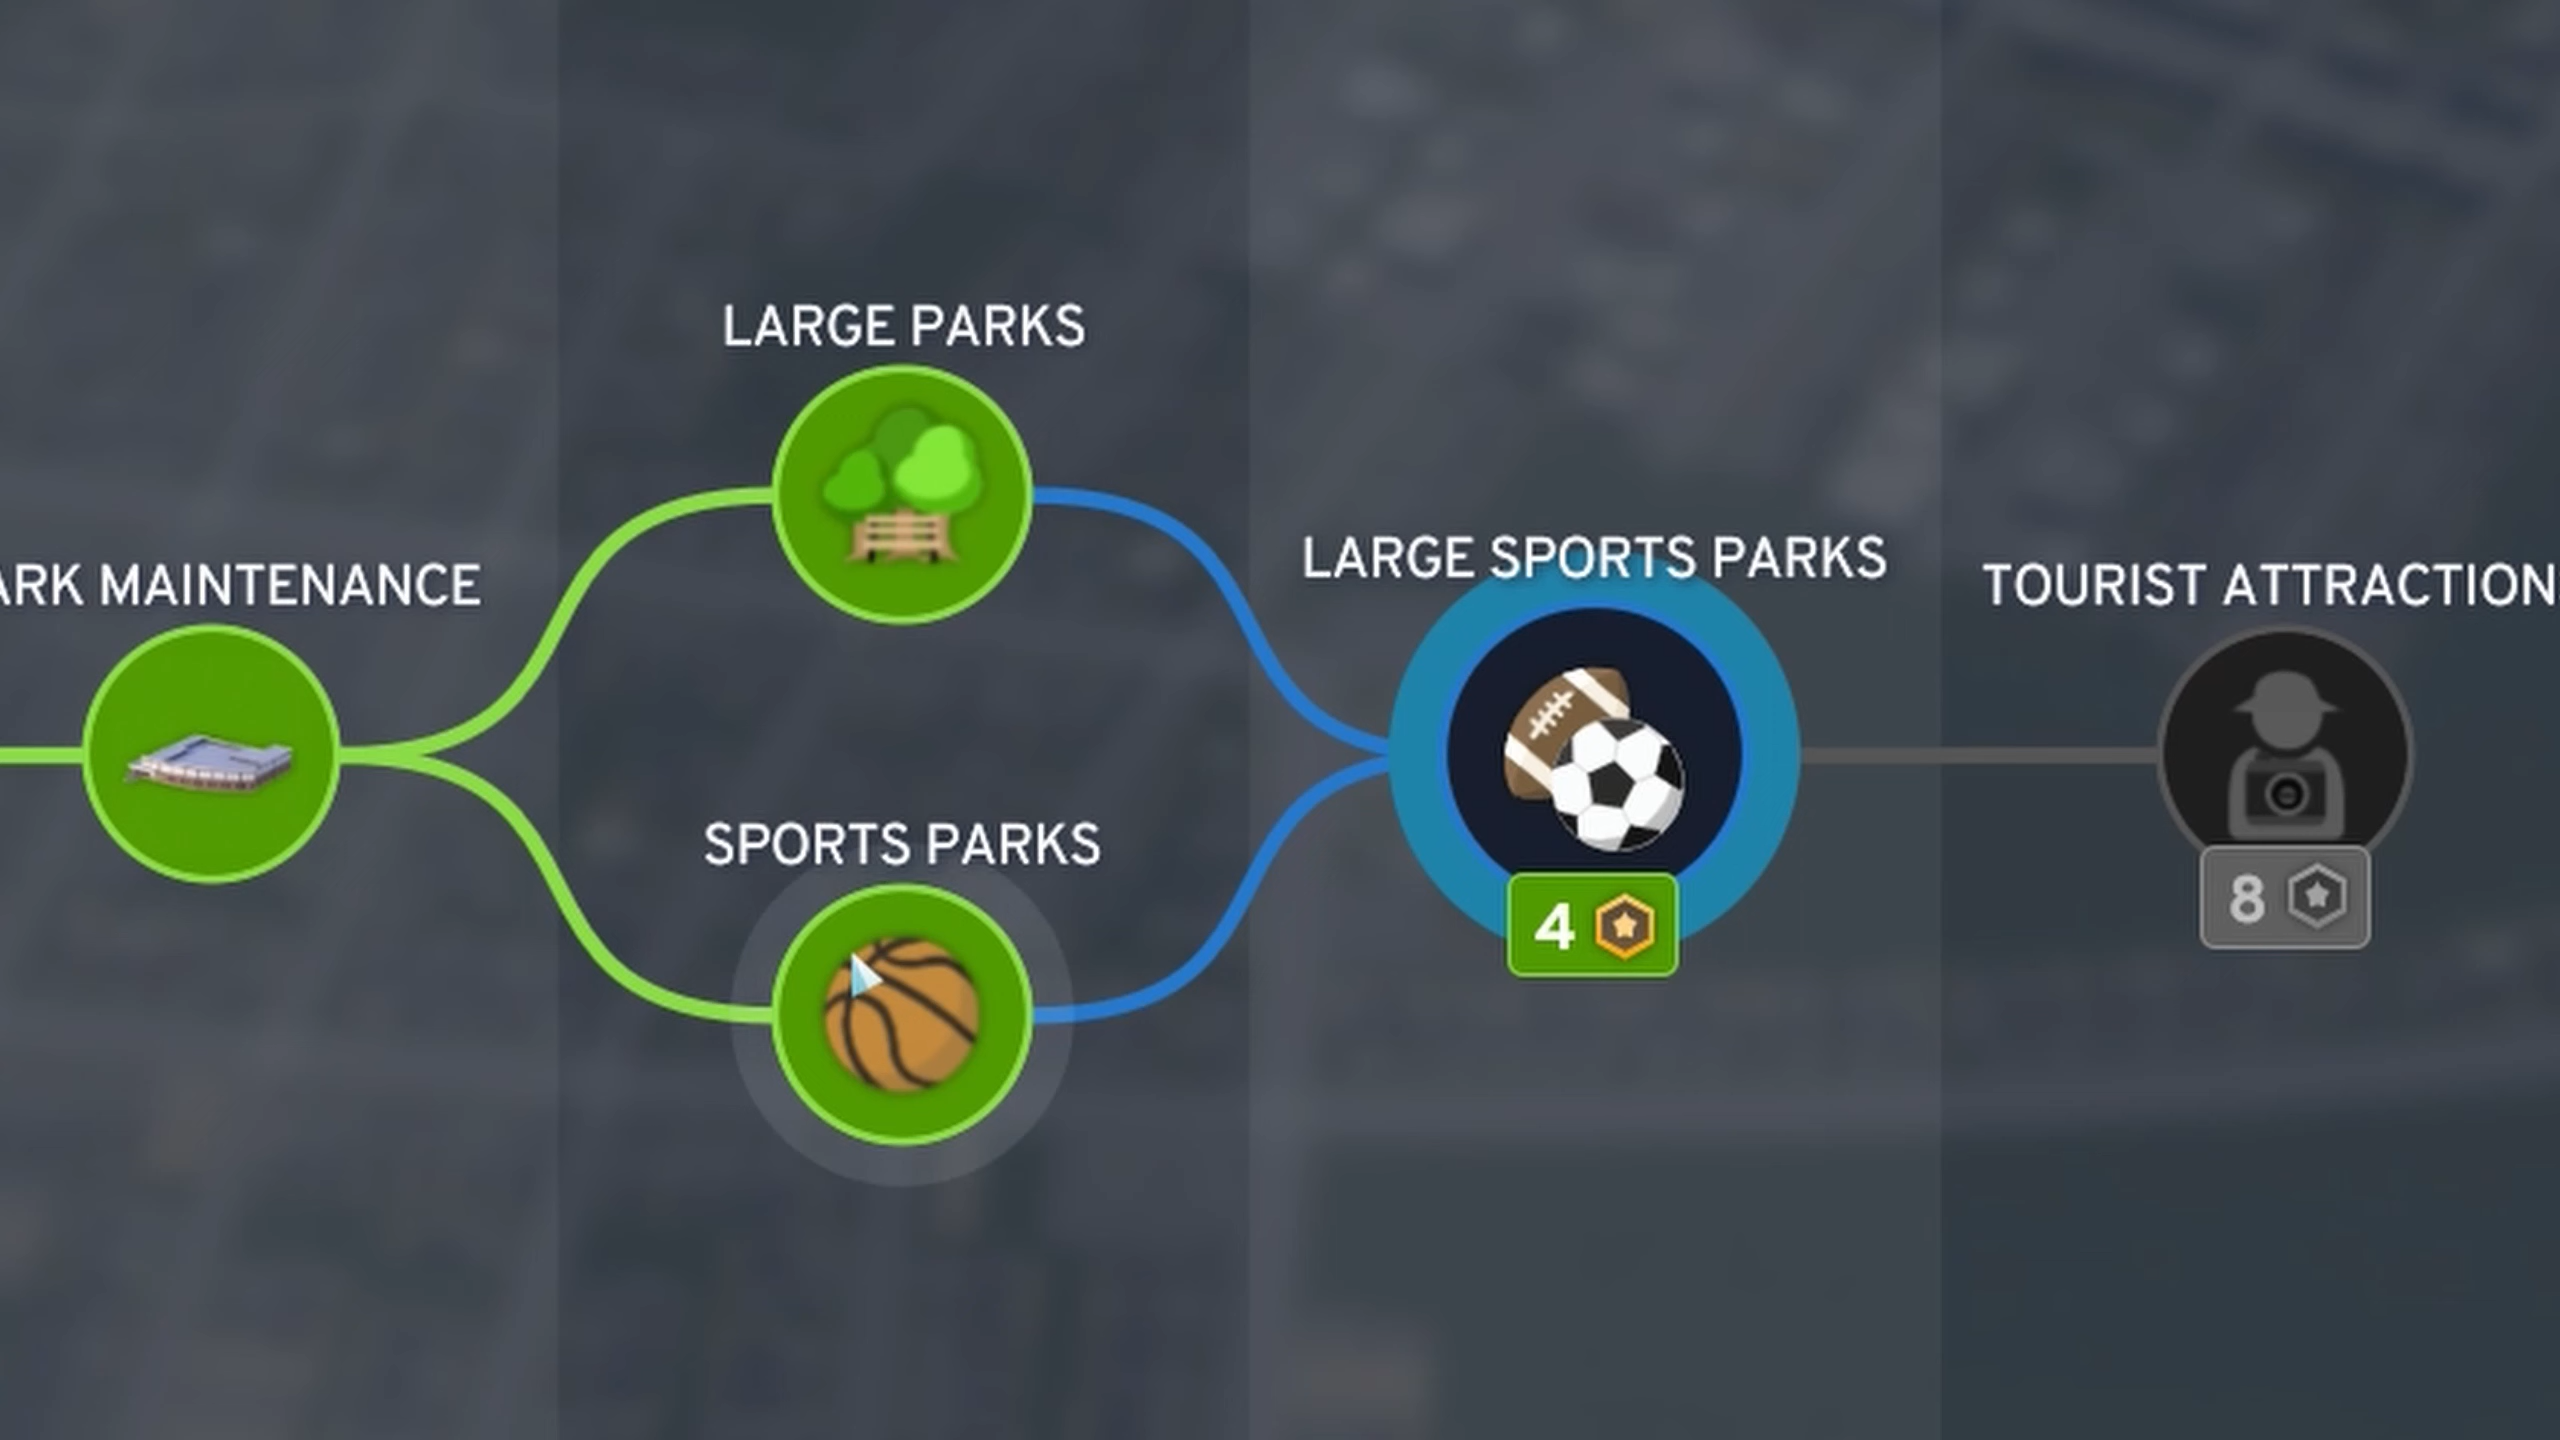 LARGE PARKS
LARGE SPORTS PARKS
ARK MAINTENANCE
TOURIST ATTRACTION
SPORTS PARKS
4
8